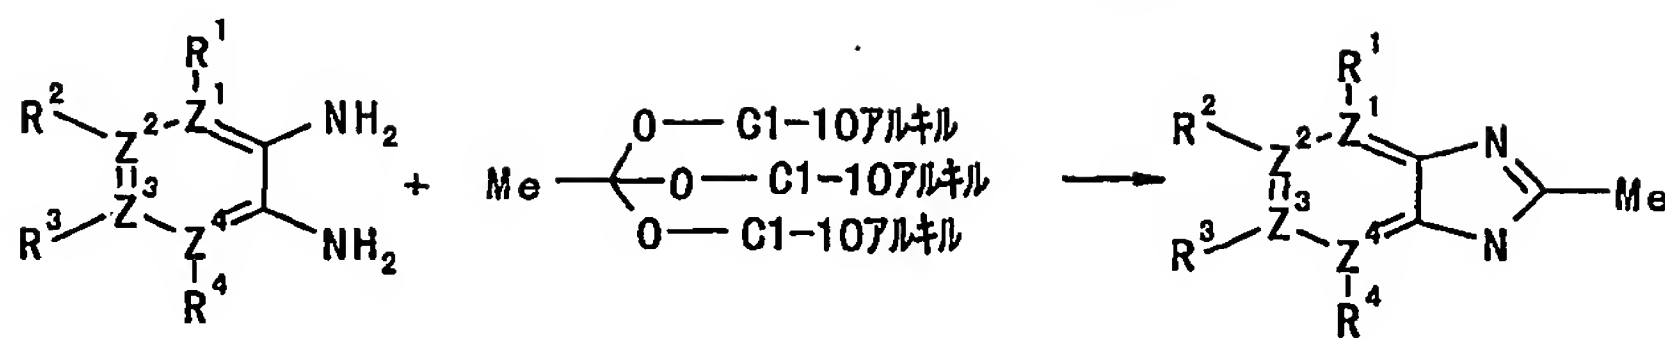 R¹
R² Z² Z¹ NH₂
R³ Z³ Z⁴ NH₂
R⁴
+
O—C1-10アルキル
Me O—C1-10アルキル
O—C1-10アルキル
R¹
R² Z² Z¹ N
Me
R³ Z³ Z⁴ N
R⁴